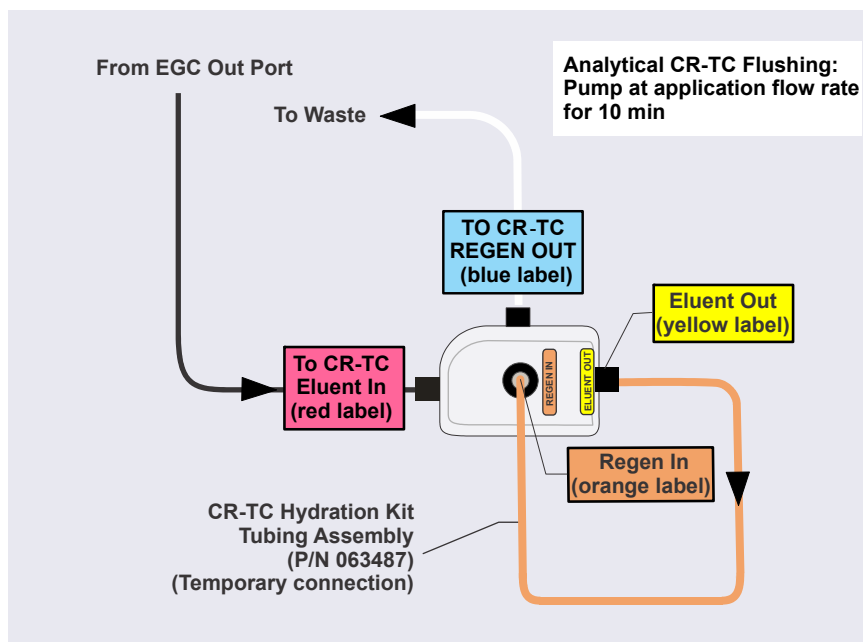 From EGC Out Port
Analytical CR-TC Flushing:
Pump at application flow rate
for 10 min
To Waste
TO CR-TC
REGEN OUT
(blue label)
Eluent Out
(yellow label)
To CR-TC
Eluent In
(red label)
REGEN IN
ELUENT OUT
Regen In
(orange label)
CR-TC Hydration Kit
Tubing Assembly
(P/N 063487)
(Temporary connection)